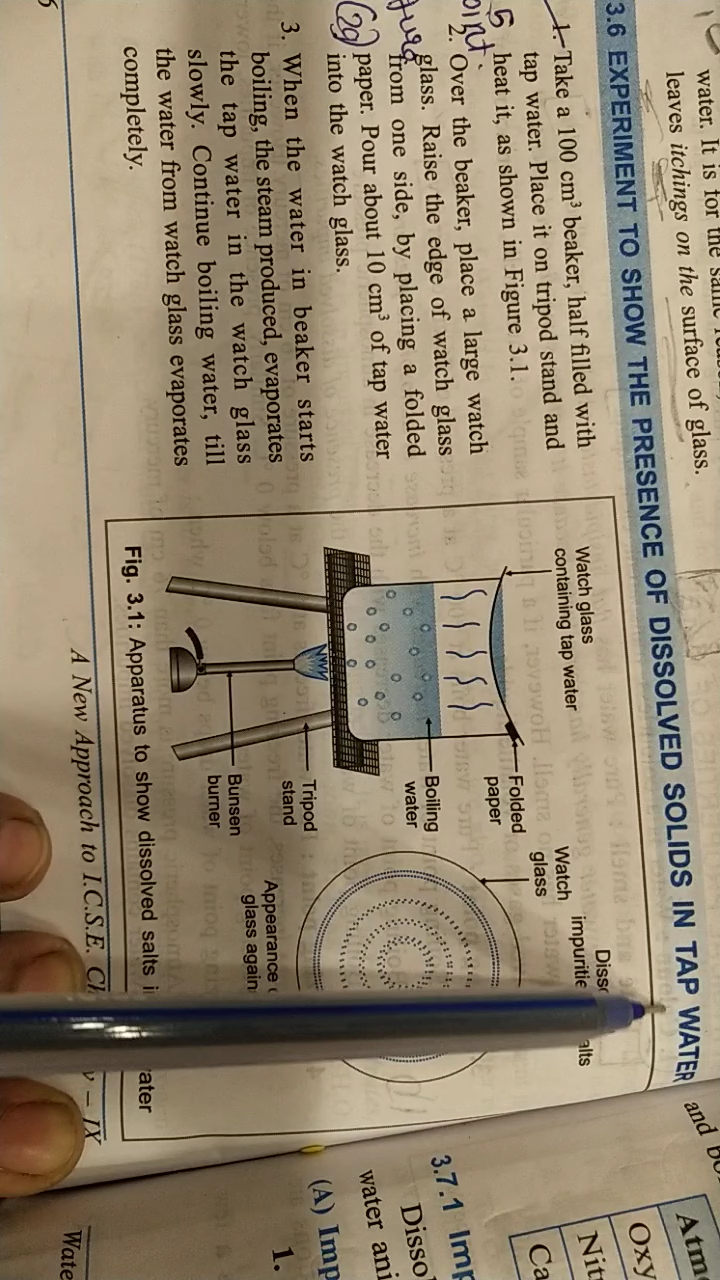 water. It is for the same
leaves itchings on the surface of glass.
3.6 EXPERIMENT TO SHOW THE PRESENCE OF DISSOLVED SOLIDS IN TAP WATER
1. Take a 100 cm³ beaker, half filled with
tap water. Place it on tripod stand and
heat it, as shown in Figure 3.1.
2. Over the beaker, place a large watch
glass. Raise the edge of watch glass
from one side, by placing a folded
paper. Pour about 10 cm³ of tap water
into the watch glass.
3. When the water in beaker starts
boiling, the steam produced, evaporates
the tap water in the watch glass
slowly. Continue boiling water, till
the water from watch glass evaporates
completely.
5
point.
(2g)
Watch glass
containing tap water
Folded
paper
Boiling
water
Tripod
stand
Bunsen
burner
Watch
glass
Appearance
glass again
Fig. 3.1: Apparatus to show dissolved salts
A New Approach to I.C.S.E.
– IX
and
Oxy
Nit
Ca
3.7.1 Imp
Disso
water ani
(A) Imp
1.
Wate